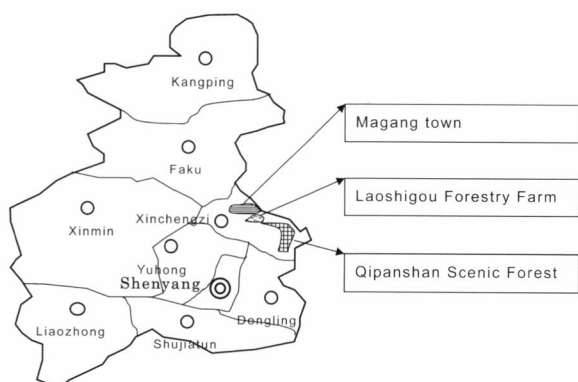 Kangping
Magang town
Faku
Laoshigou Forestry Farm
Xinchengzi
Xinmin
Yuhong
Qipanshan Scenic Forest
Shenyang
Liaozhong
Dongling
Shujiatun